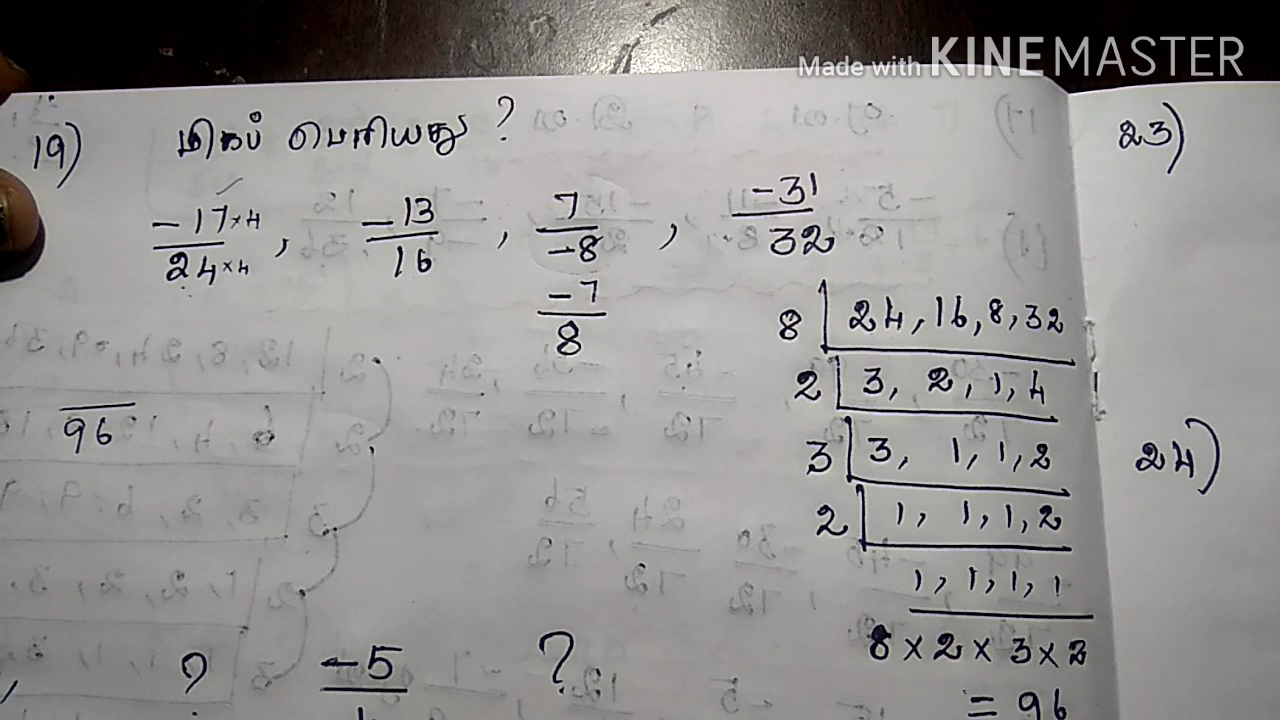 Made with KINEMASTER
19) மிகப் பெரியது ?
-17×4/24×4 , -13/16 , 7/-8 , -31/32
-7/8
8 | 24, 16, 8, 32
2 | 3, 2, 1, 4
3 | 3, 1, 1, 2
2 | 1, 1, 1, 2
1, 1, 1, 1
8 × 2 × 3 × 2
= 96
/96
? -5/ ?
23)
24)